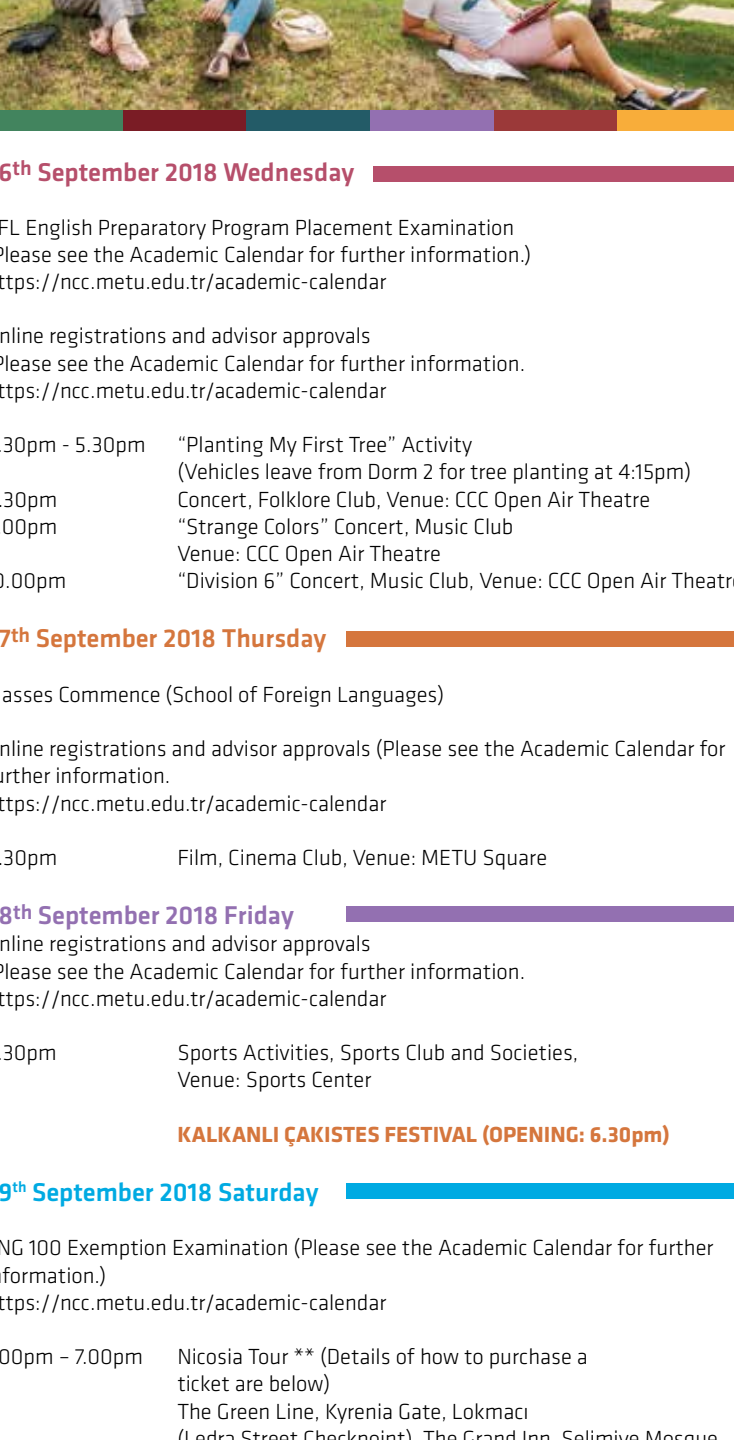 6th September 2018 Wednesday
FL English Preparatory Program Placement Examination
Please see the Academic Calendar for further information.)
ttps://ncc.metu.edu.tr/academic-calendar
nline registrations and advisor approvals
Please see the Academic Calendar for further information.
ttps://ncc.metu.edu.tr/academic-calendar
.30pm - 5.30pm “Planting My First Tree” Activity
(Vehicles leave from Dorm 2 for tree planting at 4:15pm)
.30pm Concert, Folklore Club, Venue: CCC Open Air Theatre
.00pm “Strange Colors” Concert, Music Club
Venue: CCC Open Air Theatre
0.00pm “Division 6” Concert, Music Club, Venue: CCC Open Air Theatre
7th September 2018 Thursday
lasses Commence (School of Foreign Languages)
nline registrations and advisor approvals (Please see the Academic Calendar for
urther information.
ttps://ncc.metu.edu.tr/academic-calendar
.30pm Film, Cinema Club, Venue: METU Square
8th September 2018 Friday
nline registrations and advisor approvals
Please see the Academic Calendar for further information.
ttps://ncc.metu.edu.tr/academic-calendar
.30pm Sports Activities, Sports Club and Societies,
Venue: Sports Center
KALKANLI ÇAKISTES FESTIVAL (OPENING: 6.30pm)
9th September 2018 Saturday
NG 100 Exemption Examination (Please see the Academic Calendar for further
nformation.)
ttps://ncc.metu.edu.tr/academic-calendar
.00pm – 7.00pm Nicosia Tour ** (Details of how to purchase a
ticket are below)
The Green Line, Kyrenia Gate, Lokmacı
(Ledra Street Checkpoint), The Grand Inn, Selimiye Mosque